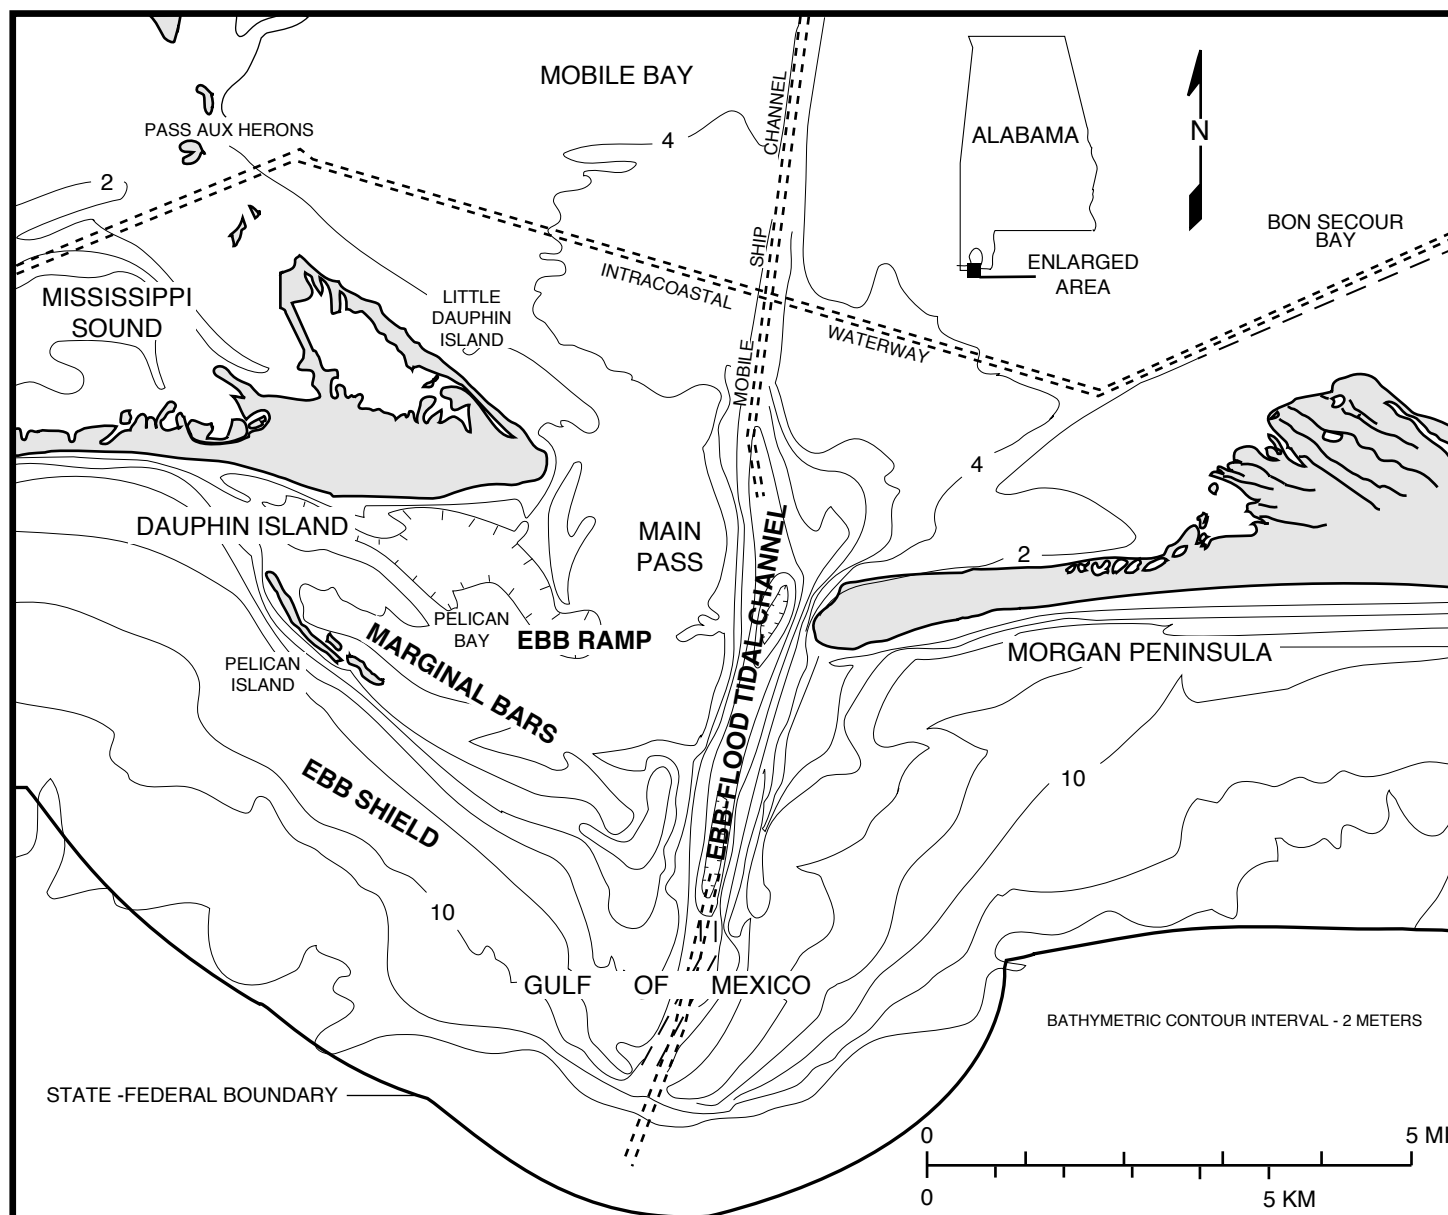 MOBILE BAY
CHANNEL
4
ALABAMA
N
PASS AUX HERONS
2
BON SECOUR
BAY
SHIP
ENLARGED
AREA
INTRACOASTAL
WATERWAY
MISSISSIPPI
SOUND
LITTLE
DAUPHIN
ISLAND
MOBILE
4
DAUPHIN ISLAND
MAIN
PASS
2
PELICAN
BAY
EBB RAMP
MORGAN PENINSULA
PELICAN
ISLAND
MARGINAL BARS
EBB-FLOOD TIDAL CHANNEL
EBB SHIELD
10
10
GULF OF MEXICO
BATHYMETRIC CONTOUR INTERVAL - 2 METERS
STATE -FEDERAL BOUNDARY
0
0
5 KM